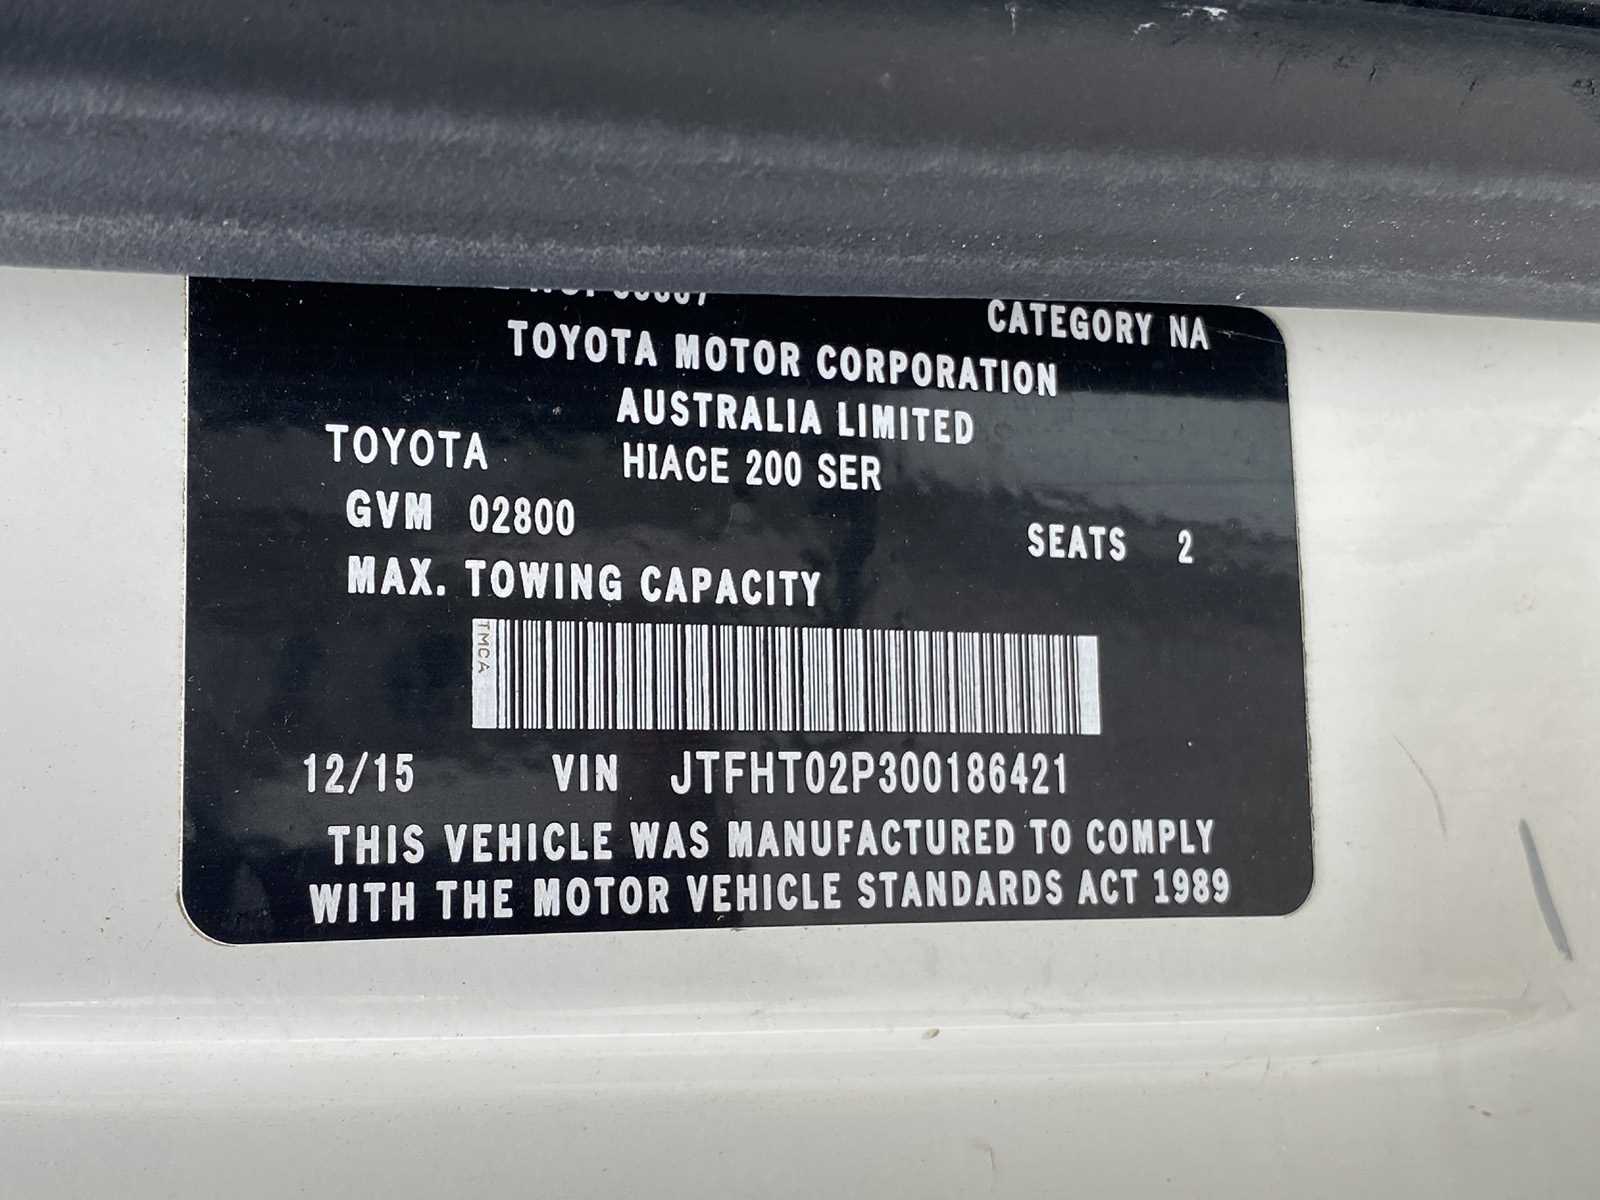 CATEGORY NA
TOYOTA MOTOR CORPORATION
AUSTRALIA LIMITED
TOYOTA HIACE 200 SER
GVM 02800 SEATS 2
MAX. TOWING CAPACITY
TMCA
12/15 VIN JTFHT02P300186421
THIS VEHICLE WAS MANUFACTURED TO COMPLY
WITH THE MOTOR VEHICLE STANDARDS ACT 1989